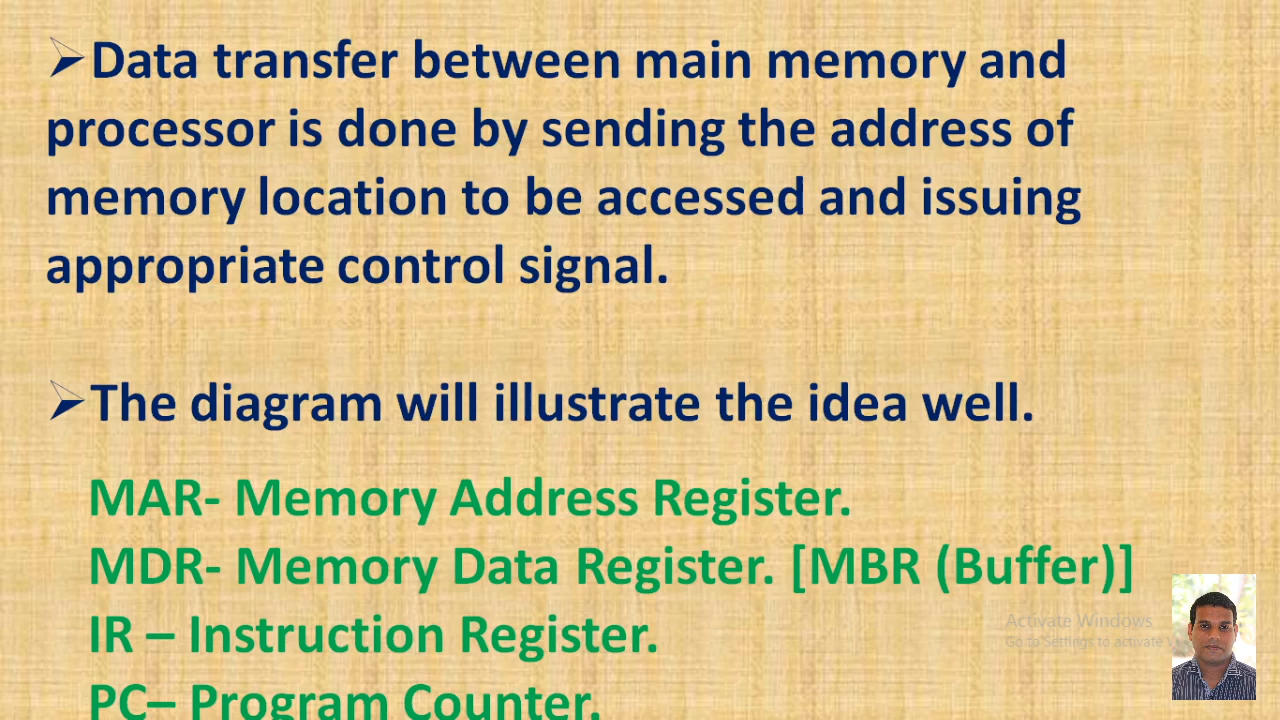 ➢Data transfer between main memory and
processor is done by sending the address of
memory location to be accessed and issuing
appropriate control signal.
➢The diagram will illustrate the idea well.
MAR- Memory Address Register.
MDR- Memory Data Register. [MBR (Buffer)]
IR – Instruction Register.
PC– Program Counter.
Activate Windows
Go to Settings to activate